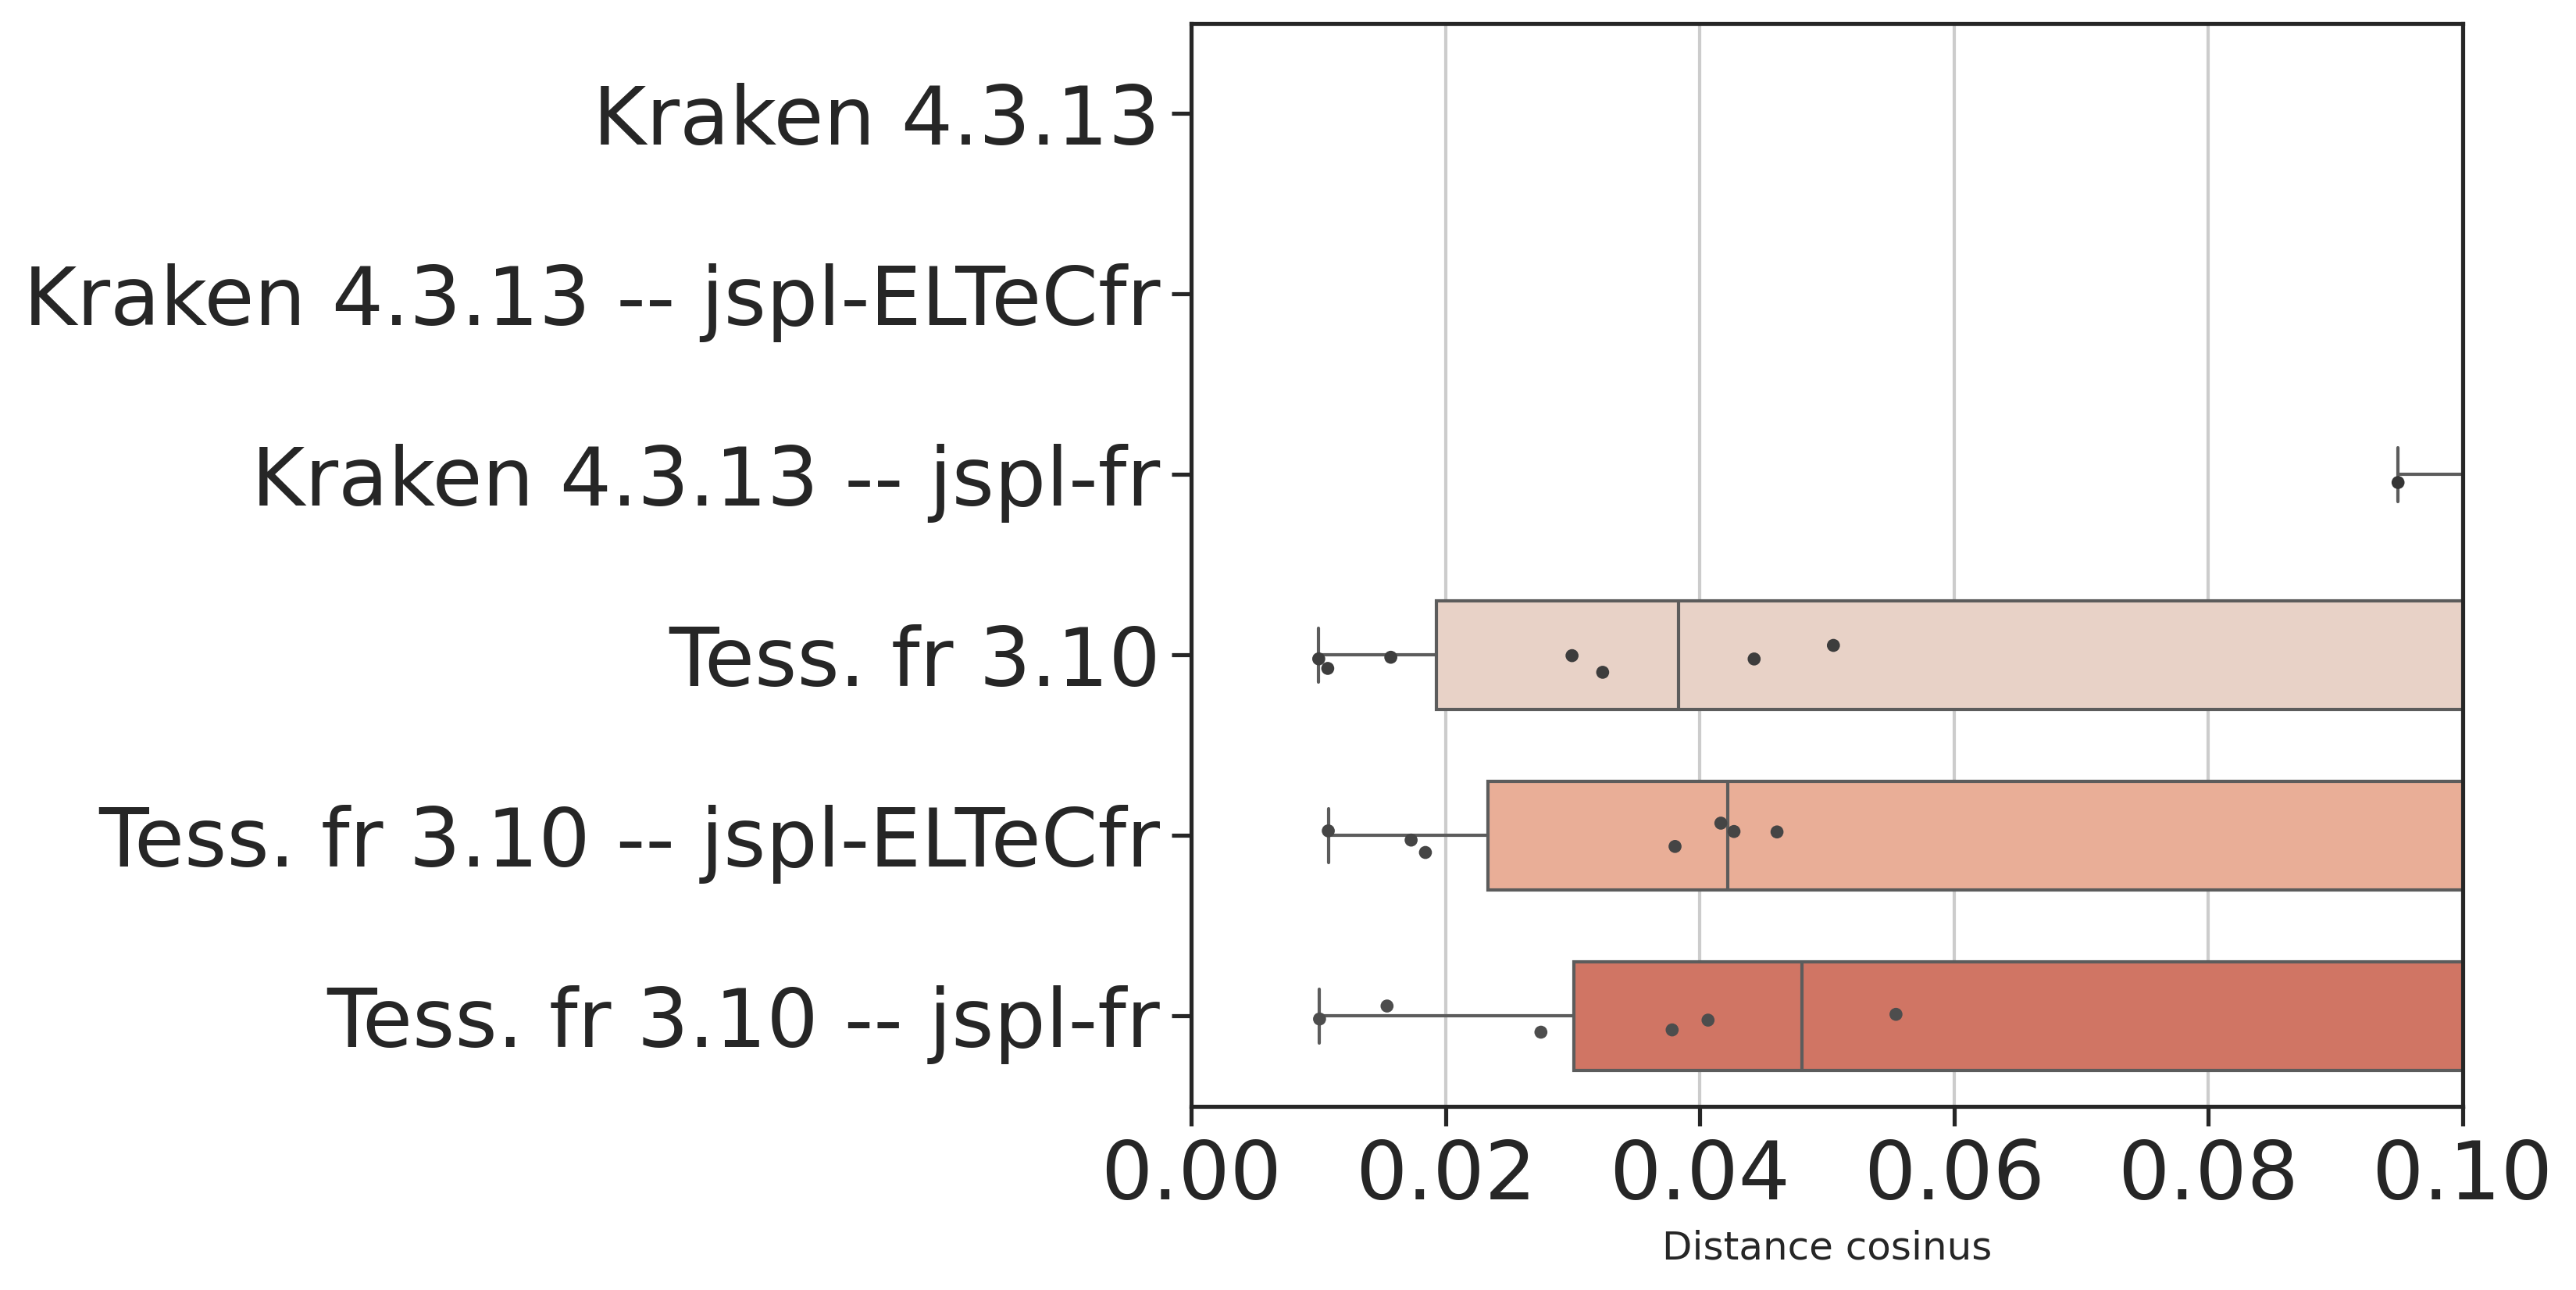 Kraken 4.3.13
Kraken 4.3.13 -- jspl-ELTeCfr
Kraken 4.3.13 -- jspl-fr
Tess. fr 3.10
Tess. fr 3.10 -- jspl-ELTeCfr
Tess. fr 3.10 -- jspl-fr
0.00 0.02 0.04 0.06 0.08 0.10
Distance cosinus